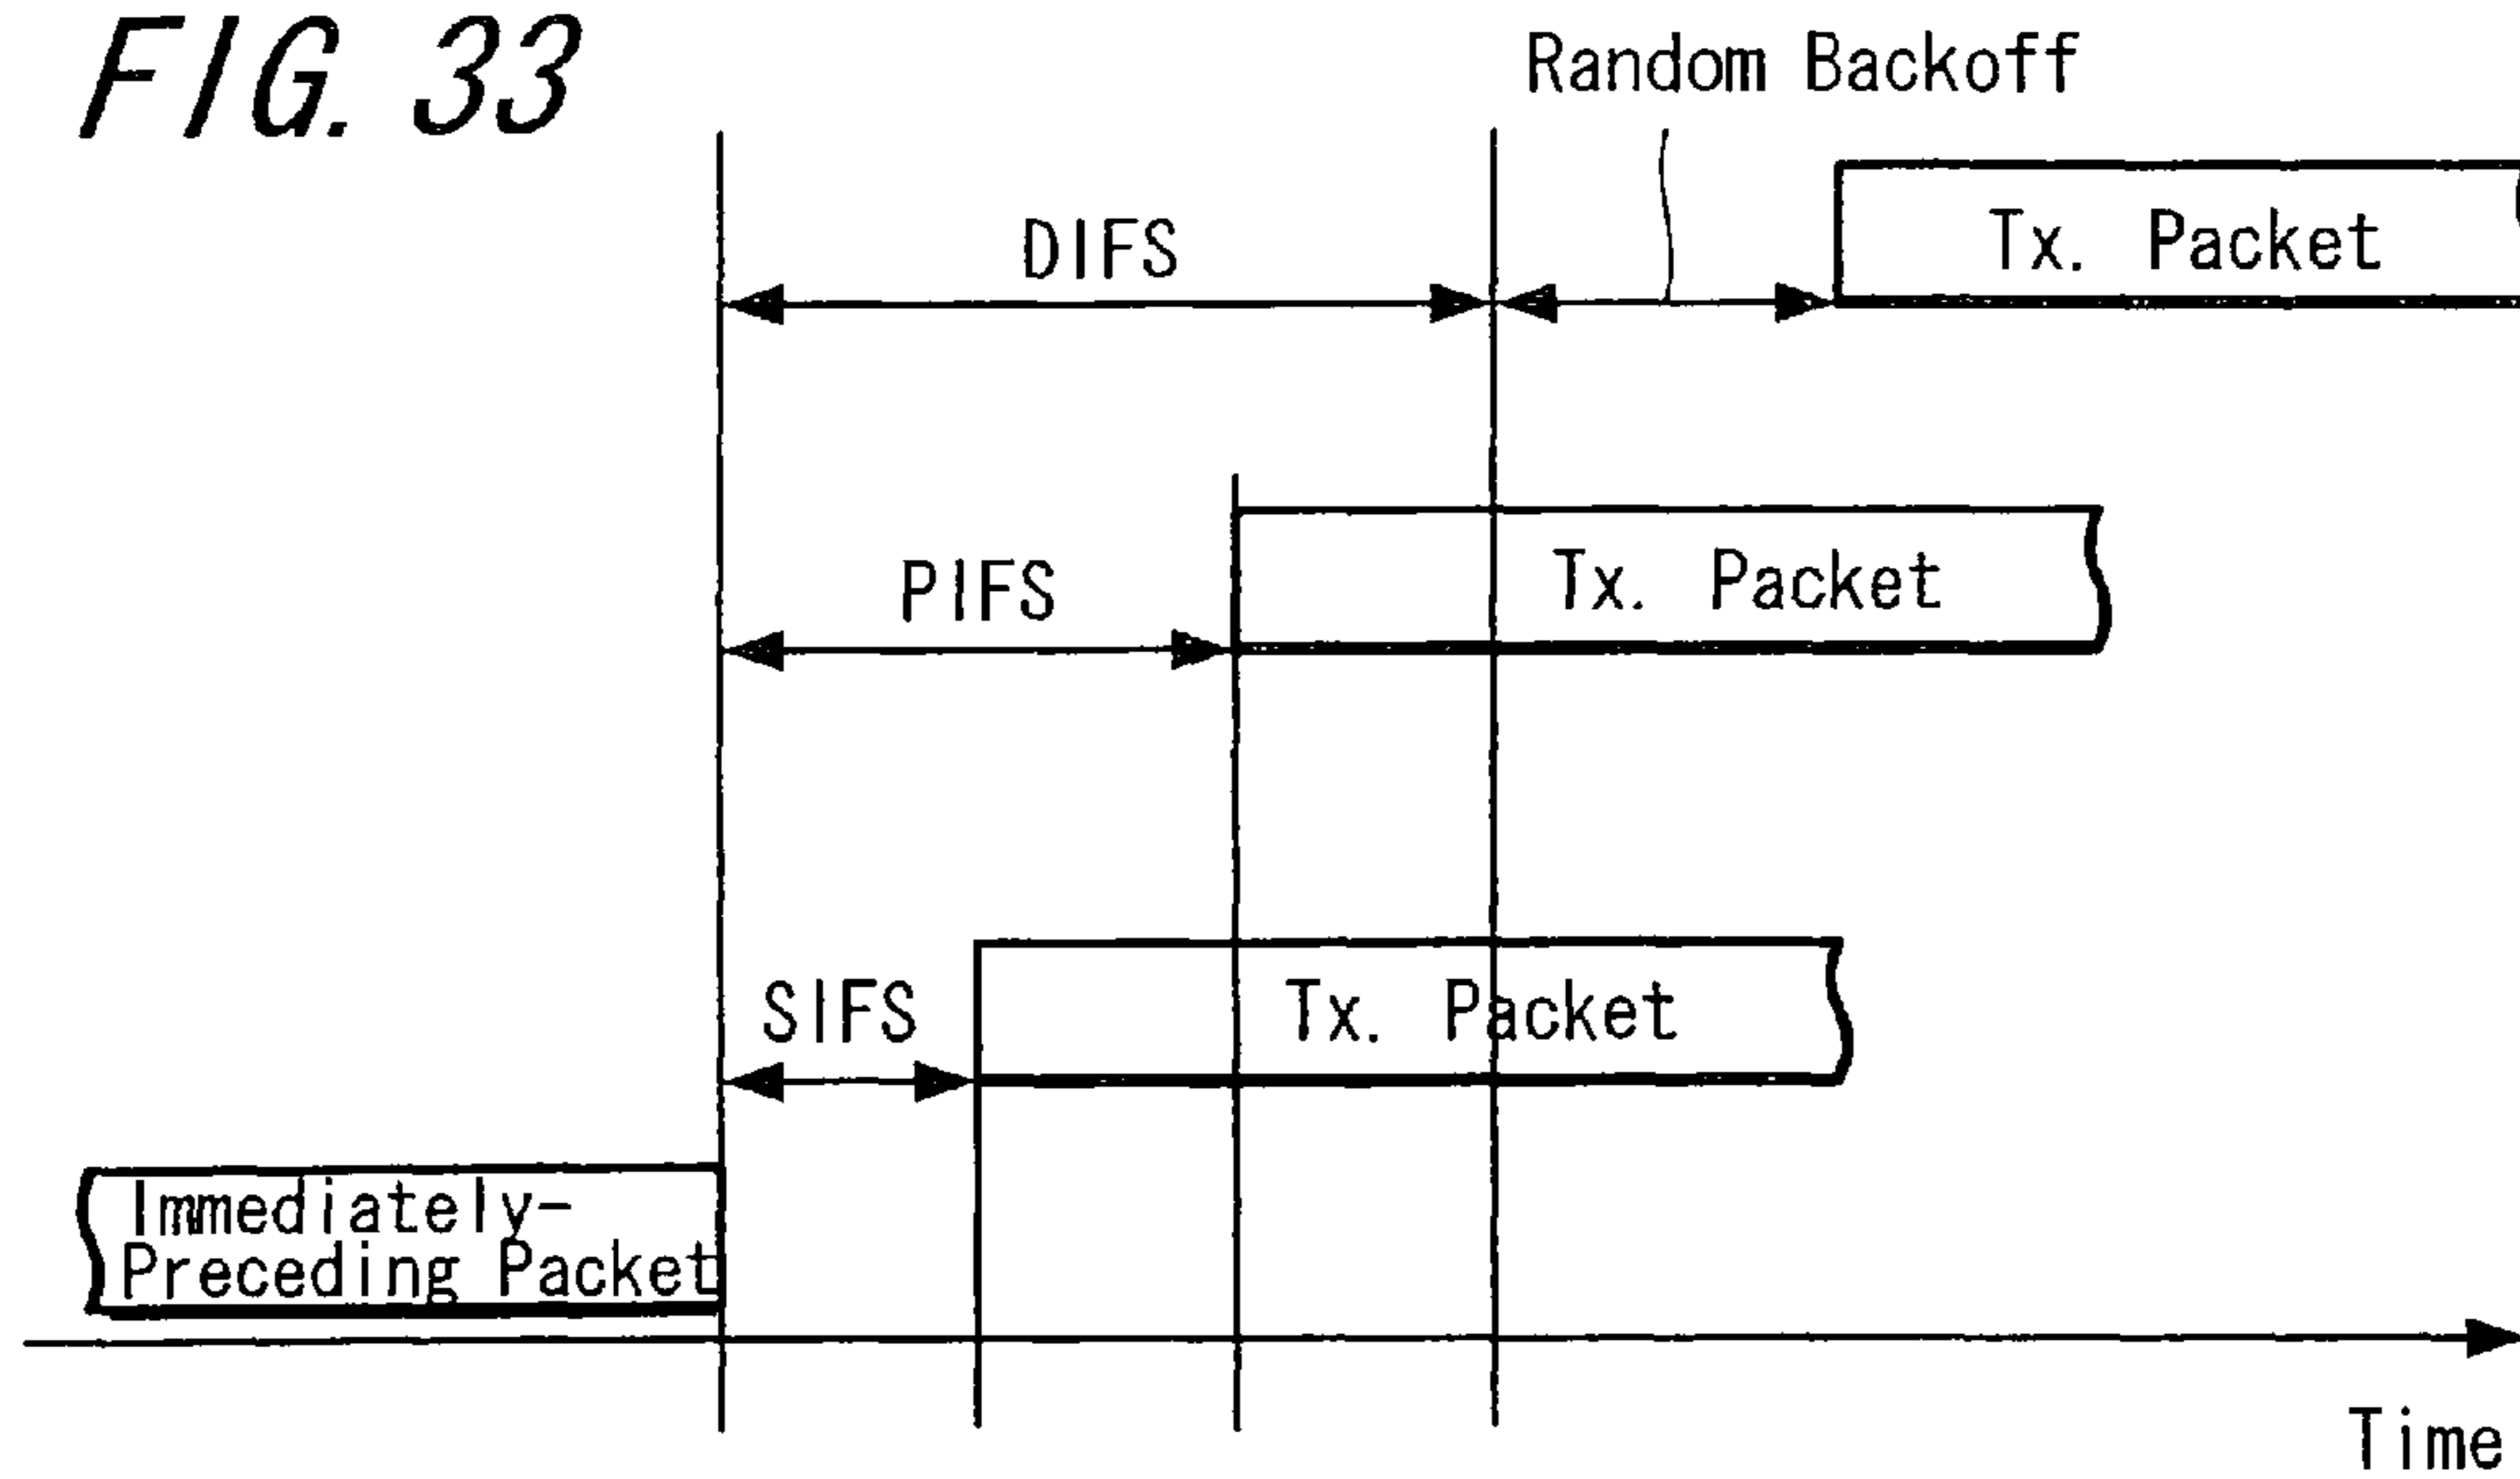 FIG. 33
Random Backoff
DIFS
Tx. Packet
PIFS
Tx. Packet
SIFS
Tx. Packet
Immediately-
Preceding Packet
Time